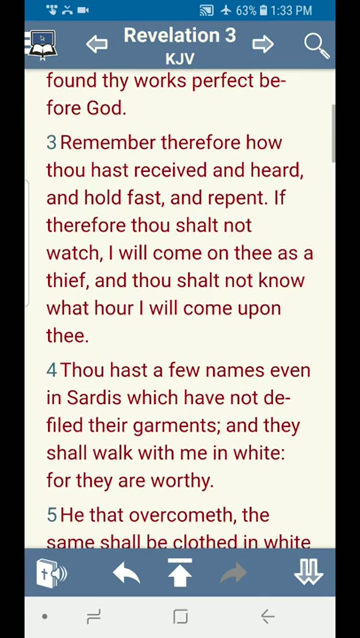 63% 1:33 PM
Revelation 3
KJV
found thy works perfect be-
fore God.
3 Remember therefore how
thou hast received and heard,
and hold fast, and repent. If
therefore thou shalt not
watch, I will come on thee as a
thief, and thou shalt not know
what hour I will come upon
thee.
4 Thou hast a few names even
in Sardis which have not de-
filed their garments; and they
shall walk with me in white:
for they are worthy.
5 He that overcometh, the
same shall be clothed in white